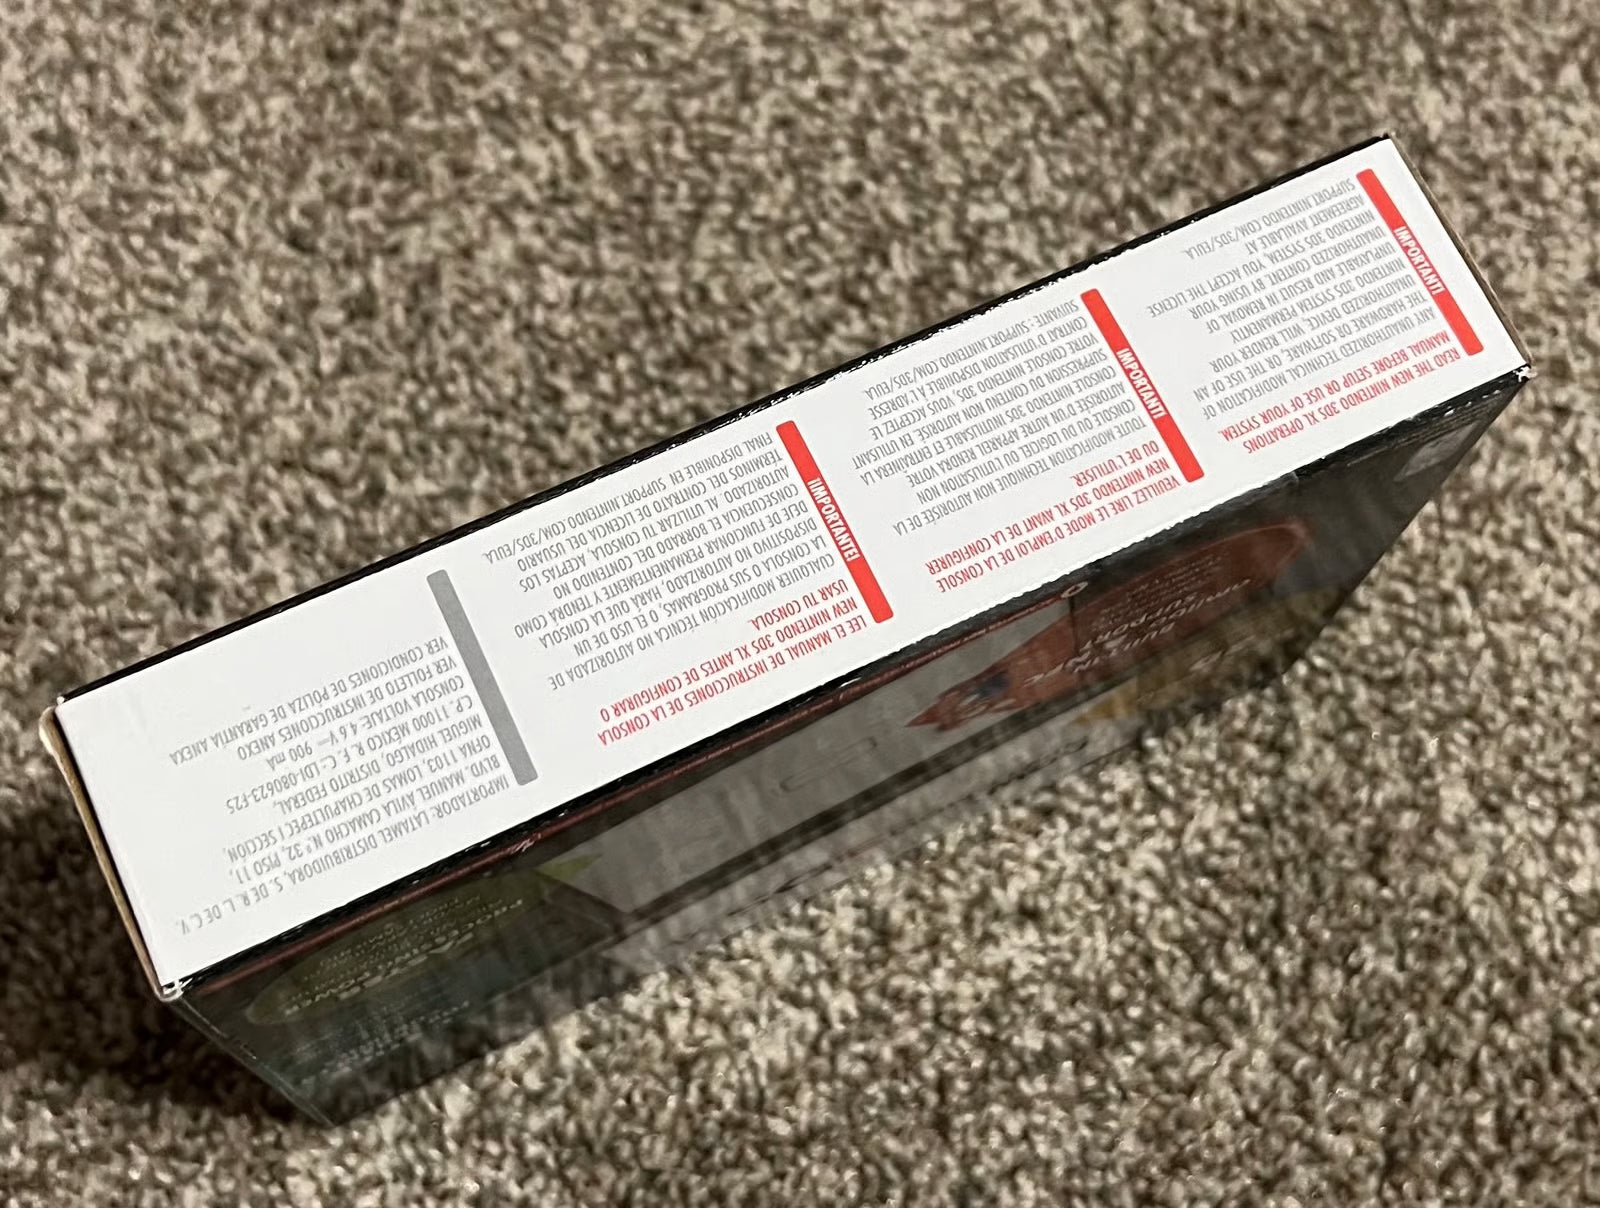 IMPORTANT!
READ THE NEW NINTENDO 3DS XL OPERATIONS
MANUAL BEFORE SETUP OR USE OF YOUR SYSTEM.
ANY UNAUTHORIZED TECHNICAL MODIFICATION OF
THE HARDWARE OR SOFTWARE, OR THE USE OF AN
UNAUTHORIZED DEVICE WILL RENDER YOUR
NINTENDO 3DS SYSTEM PERMANENTLY
UNPLAYABLE AND RESULT IN REMOVAL OF
UNAUTHORIZED CONTENT. BY USING YOUR
NINTENDO 3DS SYSTEM, YOU ACCEPT THE LICENSE
AGREEMENT AVAILABLE AT
SUPPORT.NINTENDO.COM/3DS/EULA.
IMPORTANT!
VEUILLEZ LIRE LE MODE D'EMPLOI DE LA CONSOLE
NEW NINTENDO 3DS XL AVANT DE LA CONFIGURER
OU DE L'UTILISER.
TOUTE MODIFICATION TECHNIQUE NON AUTORISÉE DE LA
CONSOLE OU DU LOGICIEL OU L'UTILISATION NON
AUTORISÉE D'UN AUTRE APPAREIL RENDRA VOTRE
CONSOLE NINTENDO 3DS INUTILISABLE ET ENTRAINERA LA
SUPPRESSION DU CONTENU NON AUTORISÉ. EN UTILISANT
VOTRE CONSOLE NINTENDO 3DS, VOUS ACCEPTEZ LE
CONTRAT D'UTILISATION DISPONIBLE À L'ADRESSE
SUIVANTE : SUPPORT.NINTENDO.COM/3DS/EULA.
¡IMPORTANTE!
LEE EL MANUAL DE INSTRUCCIONES DE LA CONSOLA
NEW NINTENDO 3DS XL ANTES DE CONFIGURAR O
USAR TU CONSOLA.
CUALQUIER MODIFICACIÓN TÉCNICA NO AUTORIZADA DE
LA CONSOLA O SUS PROGRAMAS, O EL USO DE UN
DISPOSITIVO NO AUTORIZADO, HARÁ QUE LA CONSOLA
DEJE DE FUNCIONAR PERMANENTEMENTE Y TENDRÁ COMO
CONSECUENCIA EL BORRADO DEL CONTENIDO NO
AUTORIZADO. AL UTILIZAR TU CONSOLA, ACEPTAS LOS
TÉRMINOS DEL CONTRATO DE LICENCIA DEL USUARIO
FINAL DISPONIBLE EN SUPPORT.NINTENDO.COM/3DS/EULA.
IMPORTADOR: LATAMEL DISTRIBUIDORA, S. DE R. L. DE C. V.
BLVD. MANUEL ÁVILA CAMACHO N.º 32, PISO 11,
OFNA 1103, LOMAS DE CHAPULTEPEC I SECCIÓN,
MIGUEL HIDALGO, DISTRITO FEDERAL,
C.P. 11000 MÉXICO R. F. C.: LDI-080623-F25
CONSOLA VOLTAJE: 4.6 V⎓ 900 mA
VER FOLLETO DE INSTRUCCIONES ANEXO
VER CONDICIONES DE PÓLIZA DE GARANTÍA ANEXA